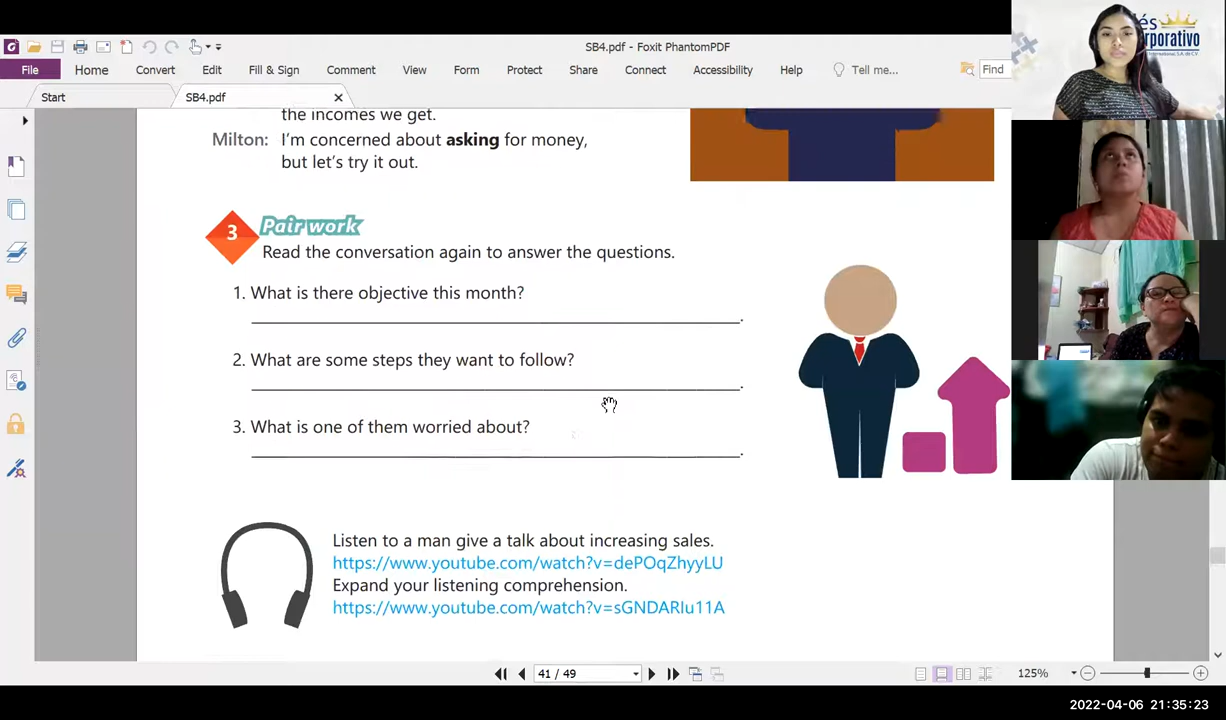 SB4.pdf - Foxit PhantomPDF
File Home Convert Edit Fill & Sign Comment View Form Protect Share Connect Accessibility Help Tell me... Find
Start SB4.pdf
the incomes we get.
Milton: I'm concerned about asking for money,
but let's try it out.
3 Pair work
Read the conversation again to answer the questions.
1. What is there objective this month?
2. What are some steps they want to follow?
3. What is one of them worried about?
Listen to a man give a talk about increasing sales.
https://www.youtube.com/watch?v=dePOqZhyyLU
Expand your listening comprehension.
https://www.youtube.com/watch?v=sGNDARIu11A
41 / 49
125%
2022-04-06 21:35:23